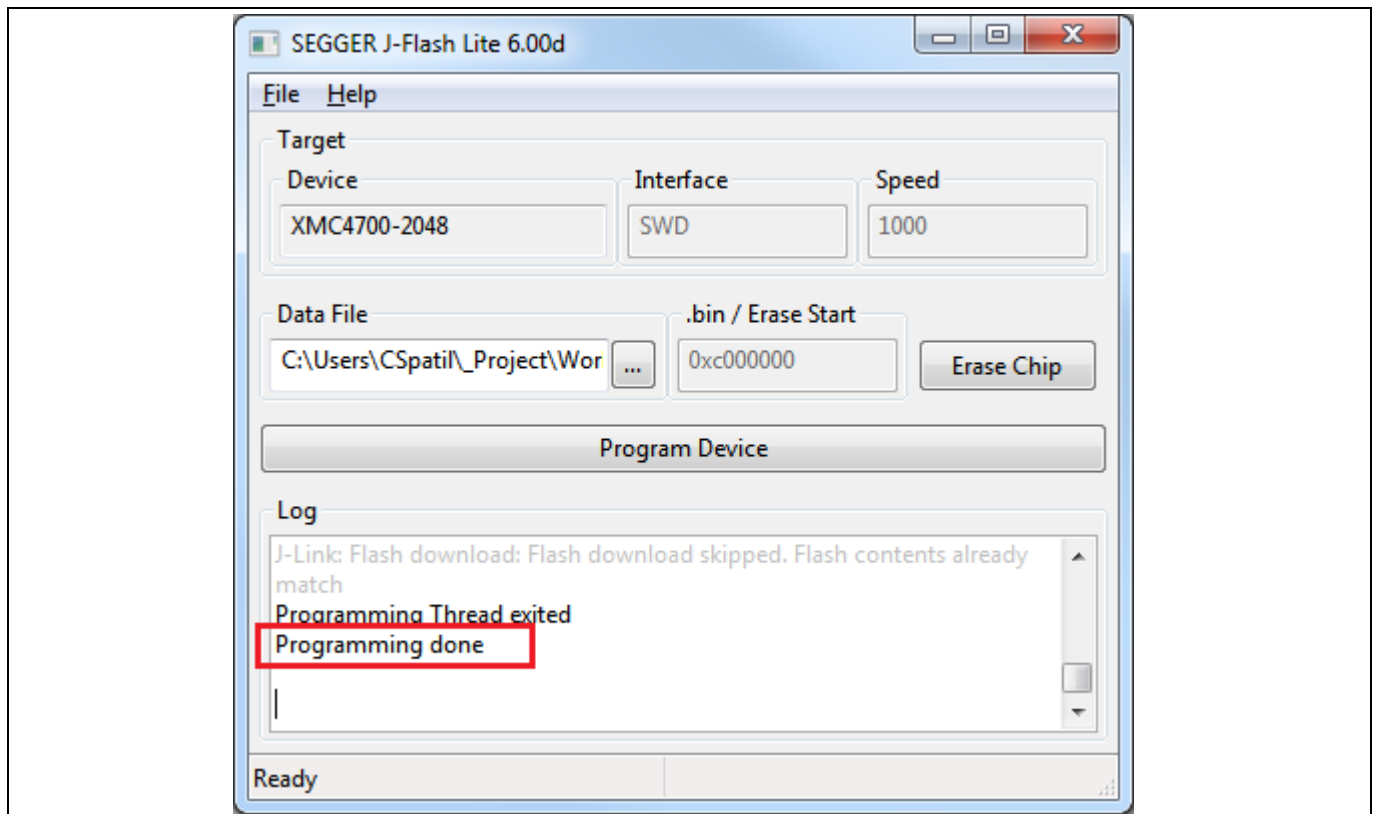 SEGGER J-Flash Lite 6.00d
File Help
Target
Device Interface Speed
XMC4700-2048 SWD 1000
Data File .bin / Erase Start
C:\Users\CSpatil\_Project\Wor ... 0xc000000 Erase Chip
Program Device
Log
J-Link: Flash download: Flash download skipped. Flash contents already
match
Programming Thread exited
Programming done
Ready